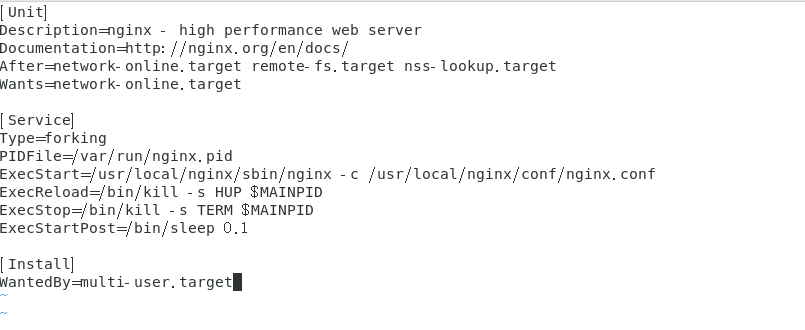 [Unit]
Description=nginx - high performance web server
Documentation=http://nginx.org/en/docs/
After=network-online.target remote-fs.target nss-lookup.target
Wants=network-online.target

[Service]
Type=forking
PIDFile=/var/run/nginx.pid
ExecStart=/usr/local/nginx/sbin/nginx -c /usr/local/nginx/conf/nginx.conf
ExecReload=/bin/kill -s HUP $MAINPID
ExecStop=/bin/kill -s TERM $MAINPID
ExecStartPost=/bin/sleep 0.1

[Install]
WantedBy=multi-user.target
~
~